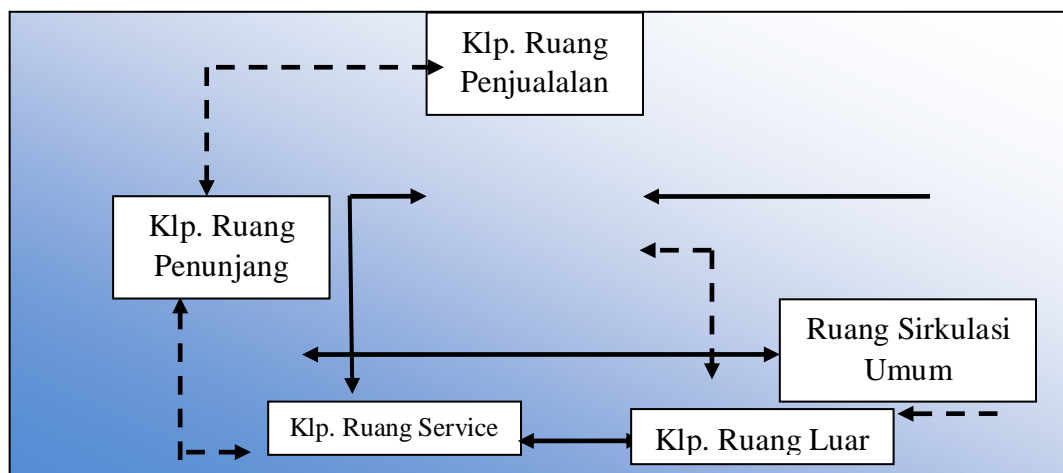 Klp. Ruang
Penjualalan
Klp. Ruang
Penunjang
Ruang Sirkulasi
Umum
Klp. Ruang Service
Klp. Ruang Luar